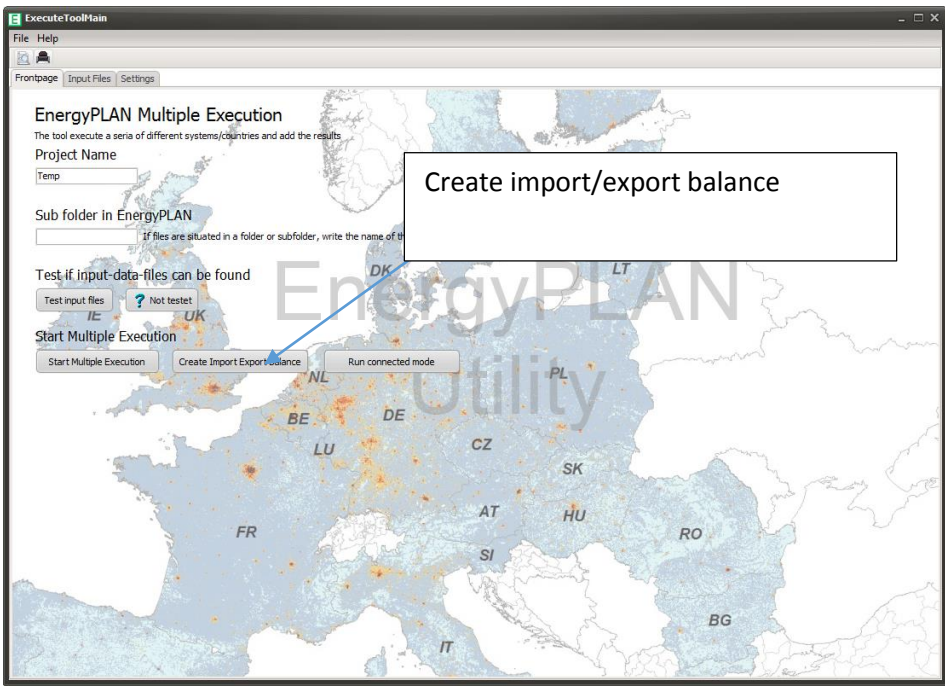 ExecuteToolMain
File Help
Frontpage Input Files Settings
EnergyPLAN Multiple Execution
The tool execute a seria of different systems/countries and add the results
Project Name
Temp
Create import/export balance
Sub folder in EnergyPLAN
If files are situated in a folder or subfolder, write the name of
Test if input-data-files can be found
Test input files ? Not testet
Start Multiple Execution
Start Multiple Execution Create Import Export Balance Run connected mode
EnergyPLAN
Utility
DK
LT
IE
UK
NL
PL
BE
DE
LU
CZ
SK
AT
HU
FR
RO
SI
BG
IT